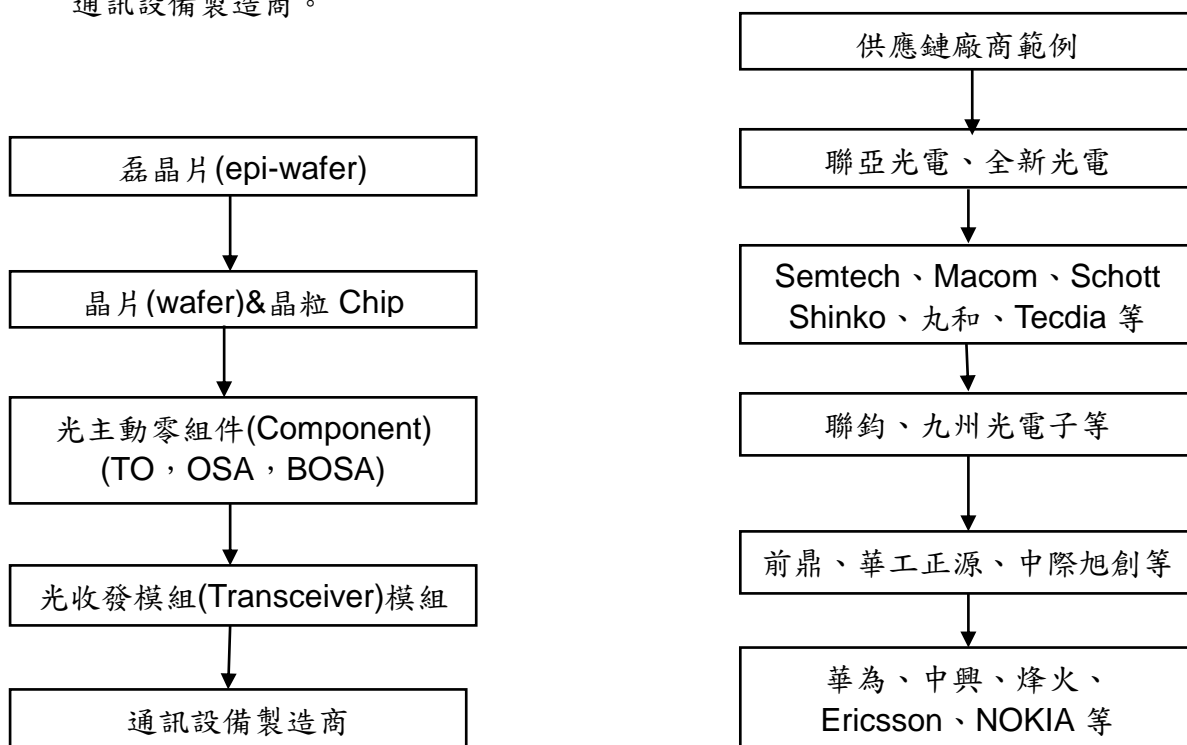 通訊設備製造商。
磊晶片(epi-wafer)
晶片(wafer)&晶粒 Chip
光主動零組件(Component)
(TO，OSA，BOSA)
光收發模組(Transceiver)模組
通訊設備製造商
供應鏈廠商範例
聯亞光電、全新光電
Semtech、Macom、Schott
Shinko、丸和、Tecdia 等
聯鈞、九州光電子等
前鼎、華工正源、中際旭創等
華為、中興、烽火、
Ericsson、NOKIA 等